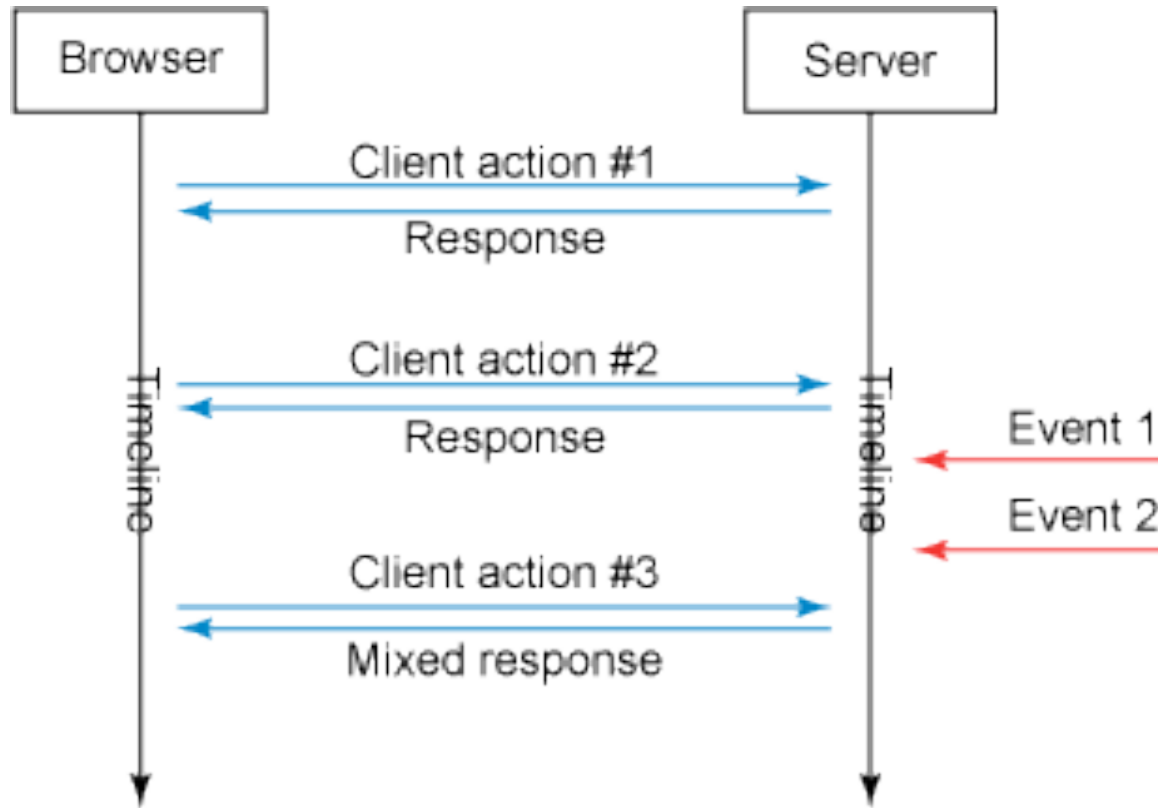 Browser
Server
Client action #1
Response
Client action #2
Response
Timeline
Timeline
Event 1
Event 2
Client action #3
Mixed response